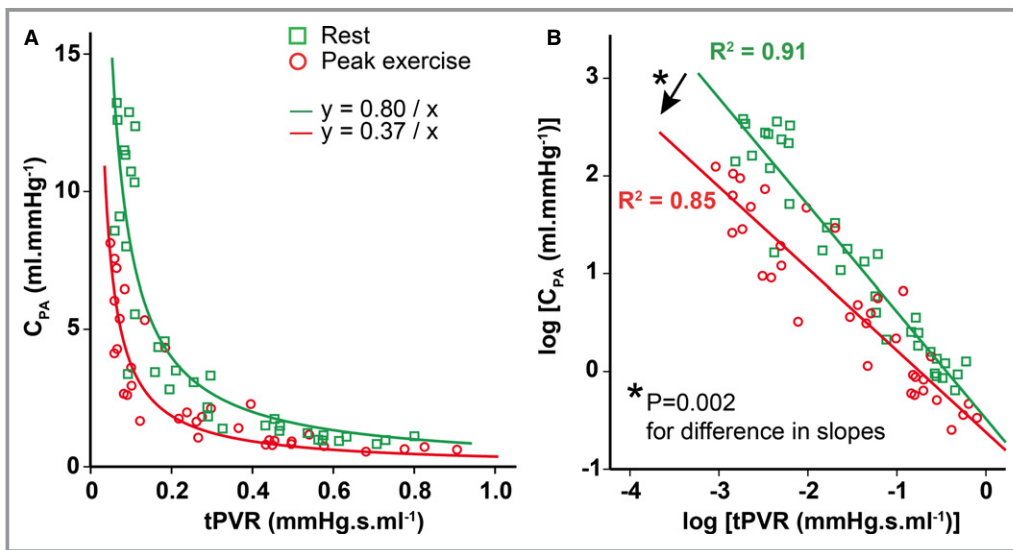 A
15
10
5
0
C_PA (ml.mmHg⁻¹)
Rest
Peak exercise
y = 0.80 / x
y = 0.37 / x
0 0.2 0.4 0.6 0.8 1.0
tPVR (mmHg.s.ml⁻¹)
B
3
2
1
0
-1
log [C_PA (ml.mmHg⁻¹)]
R² = 0.91
*
R² = 0.85
* P=0.002
for difference in slopes
-4 -3 -2 -1 0
log [tPVR (mmHg.s.ml⁻¹)]